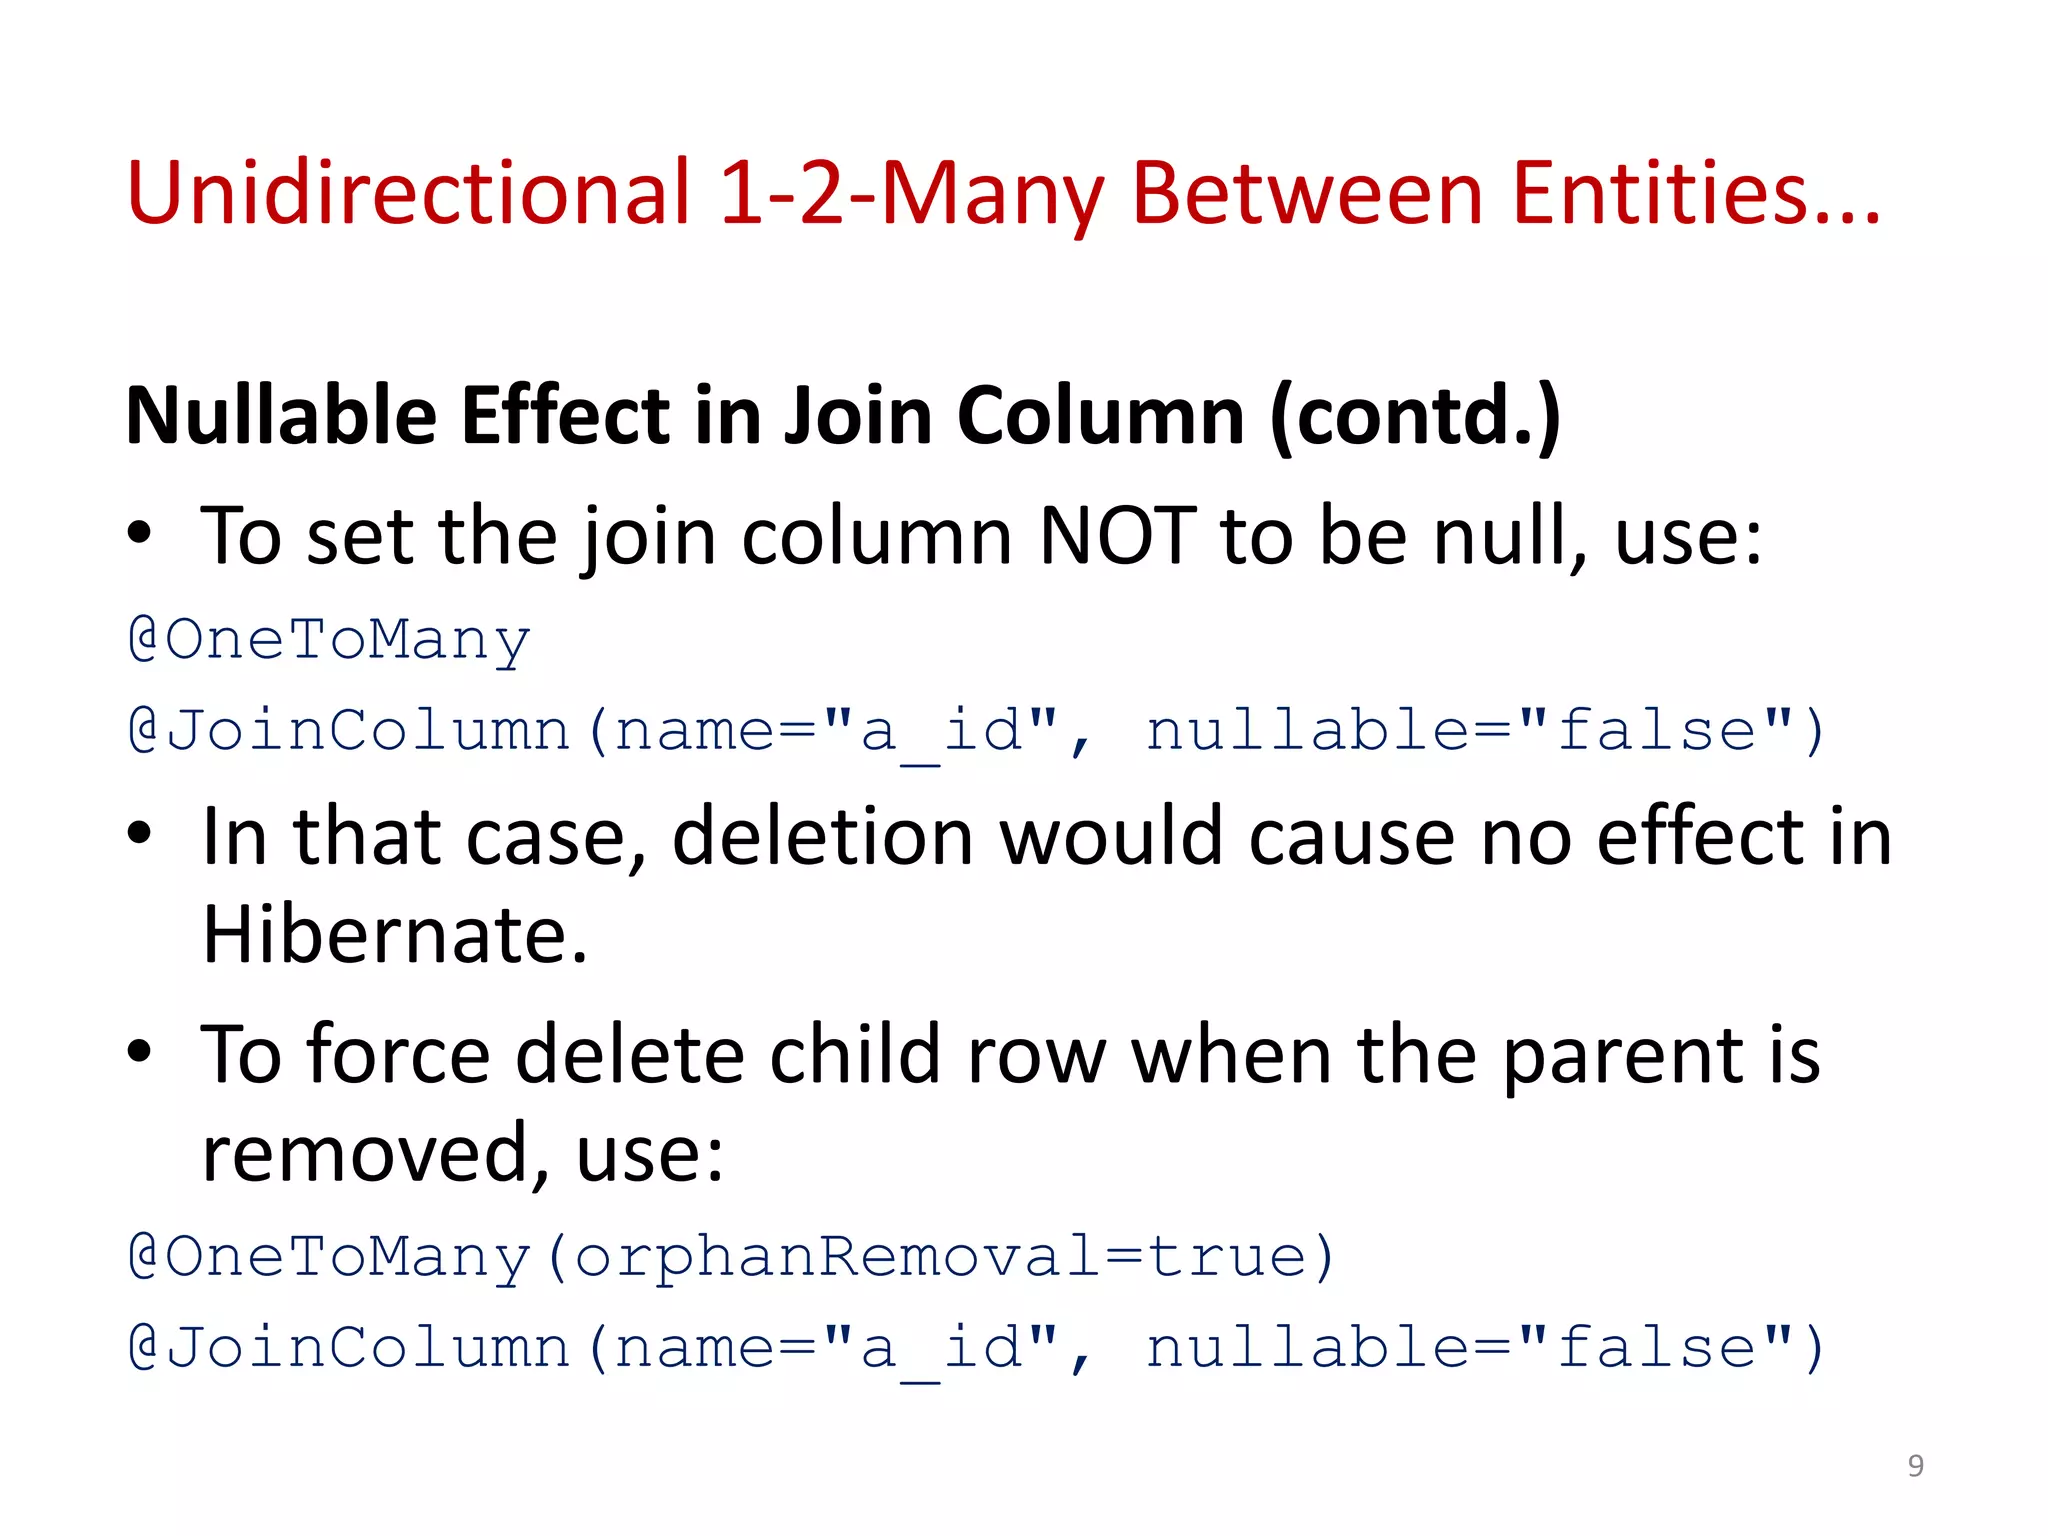 Unidirectional 1-2-Many Between Entities...
Nullable Effect in Join Column (contd.)
• To set the join column NOT to be null, use:
@OneToMany
@JoinColumn(name="a_id", nullable="false")
• In that case, deletion would cause no effect in
Hibernate.
• To force delete child row when the parent is
removed, use:
@OneToMany(orphanRemoval=true)
@JoinColumn(name="a_id", nullable="false")
9